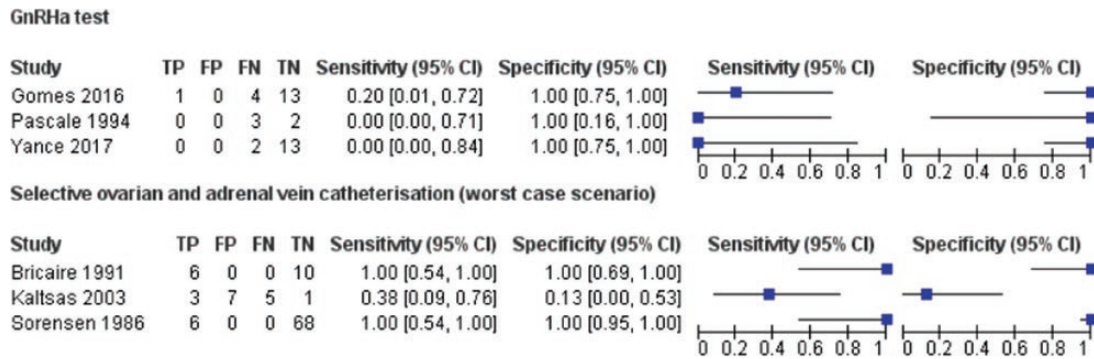 GnRHa test
Study TP FP FN TN Sensitivity (95% CI) Specificity (95% CI) Sensitivity (95% CI) Specificity (95% CI)
Gomes 2016 1 0 4 13 0.20 [0.01, 0.72] 1.00 [0.75, 1.00]
Pascale 1994 0 0 3 2 0.00 [0.00, 0.71] 1.00 [0.16, 1.00]
Yance 2017 0 0 2 13 0.00 [0.00, 0.84] 1.00 [0.75, 1.00]
0 0.2 0.4 0.6 0.8 1 0 0.2 0.4 0.6 0.8 1
Selective ovarian and adrenal vein catheterisation (worst case scenario)
Study TP FP FN TN Sensitivity (95% CI) Specificity (95% CI) Sensitivity (95% CI) Specificity (95% CI)
Bricaire 1991 6 0 0 10 1.00 [0.54, 1.00] 1.00 [0.69, 1.00]
Kaltsas 2003 3 7 5 1 0.38 [0.09, 0.76] 0.13 [0.00, 0.53]
Sorensen 1986 6 0 0 68 1.00 [0.54, 1.00] 1.00 [0.95, 1.00]
0 0.2 0.4 0.6 0.8 1 0 0.2 0.4 0.6 0.8 1